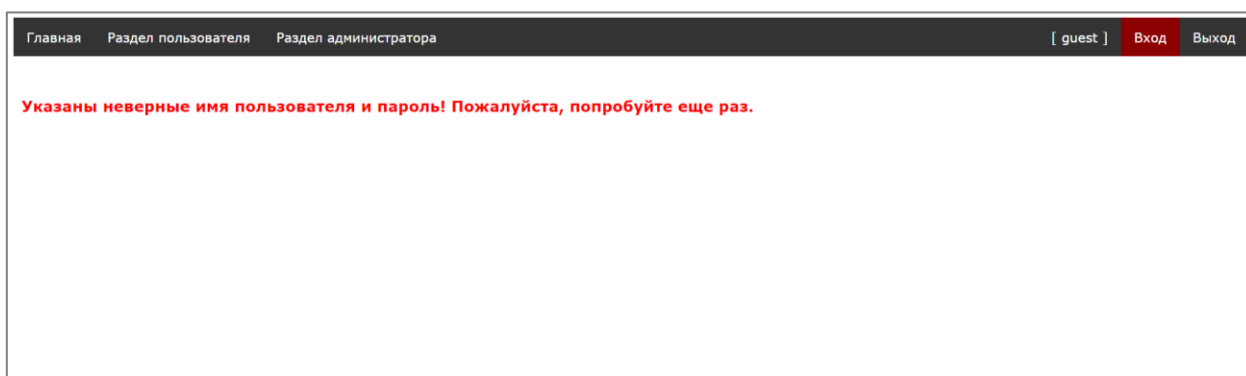 Главная Раздел пользователя Раздел администратора [ guest ] Вход Выход
Указаны неверные имя пользователя и пароль! Пожалуйста, попробуйте еще раз.